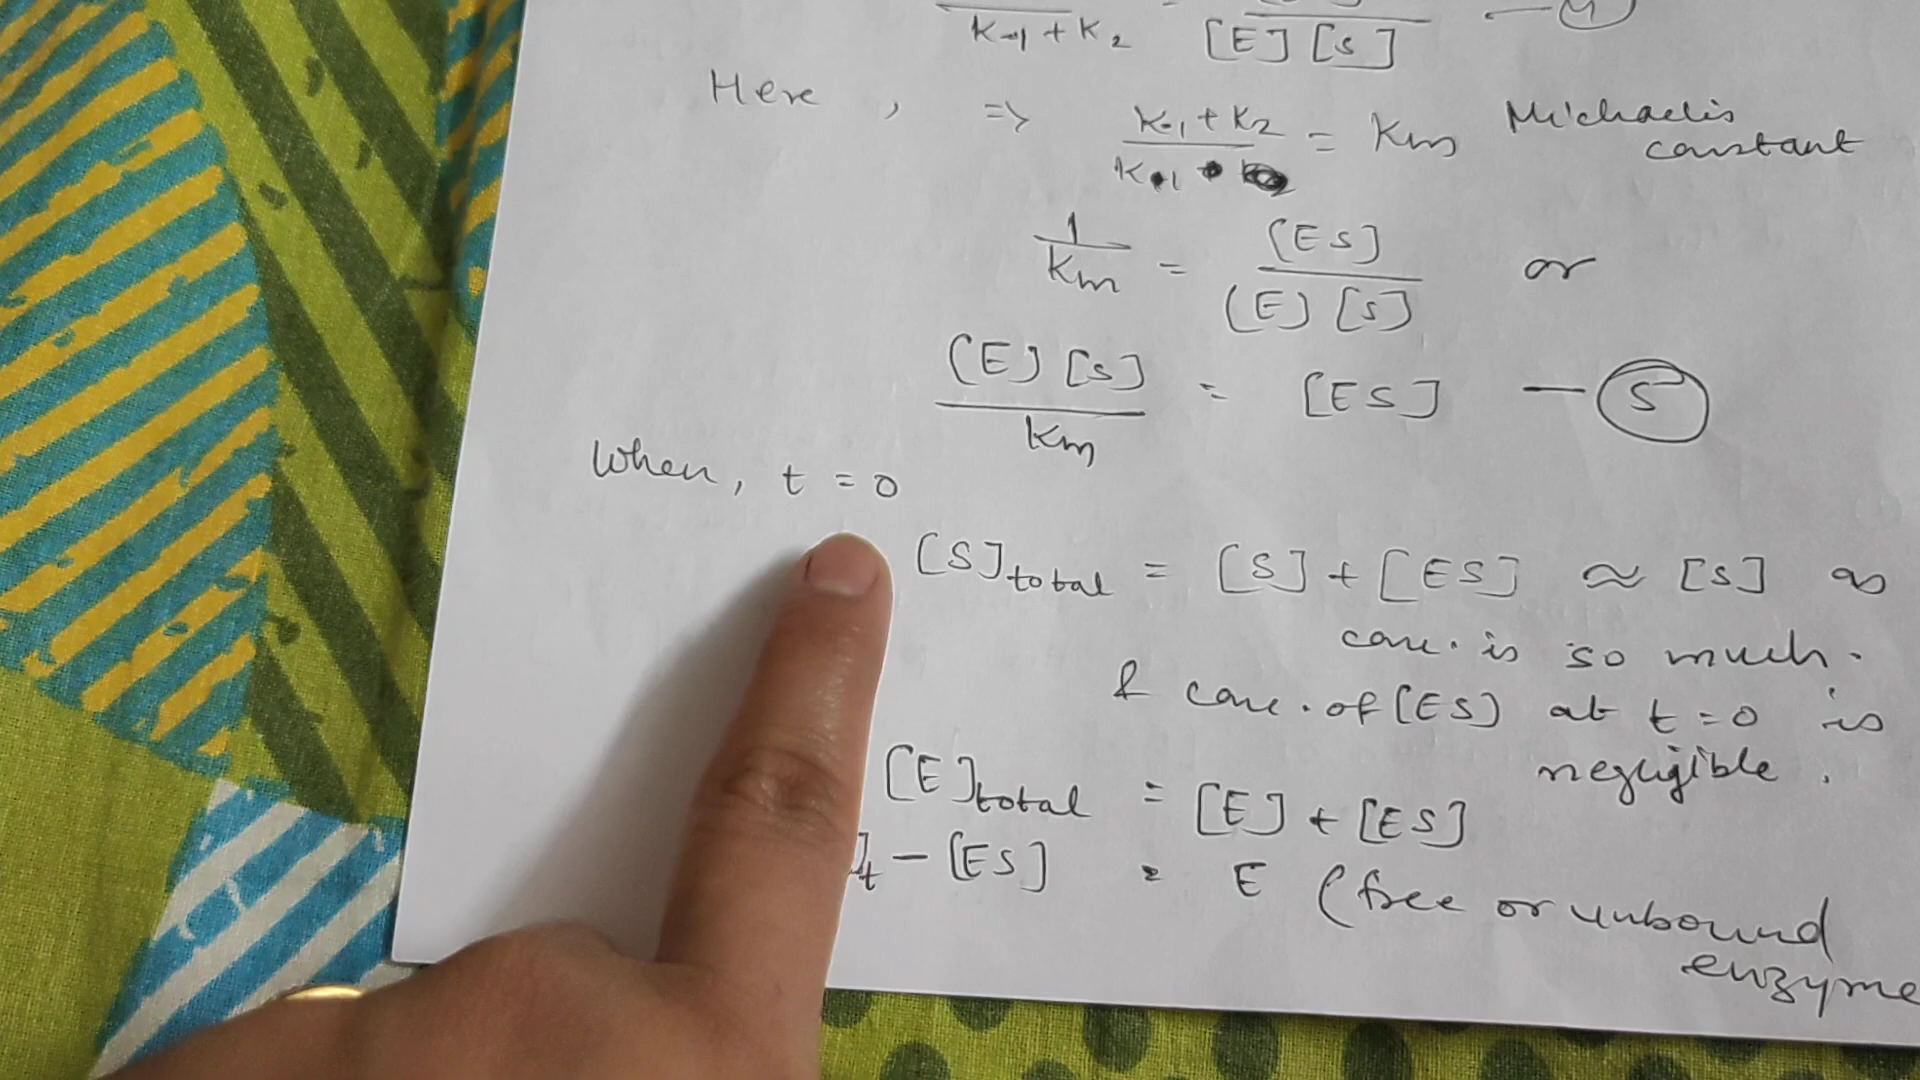 K-1 + K2 = [E] [S] — 4
Here, => K-1 + K2 / K1 = Km Michaelis constant
1 / Km = [ES] / [E] [S] or
[E] [S] / Km = [ES] — 5
When, t = 0
[S]total = [S] + [ES] ≈ [S] as
conc. is so much.
& conc. of [ES] at t = 0 is
negligible.
[E]total = [E] + [ES]
]t - [ES] = E (free or unbound
enzyme